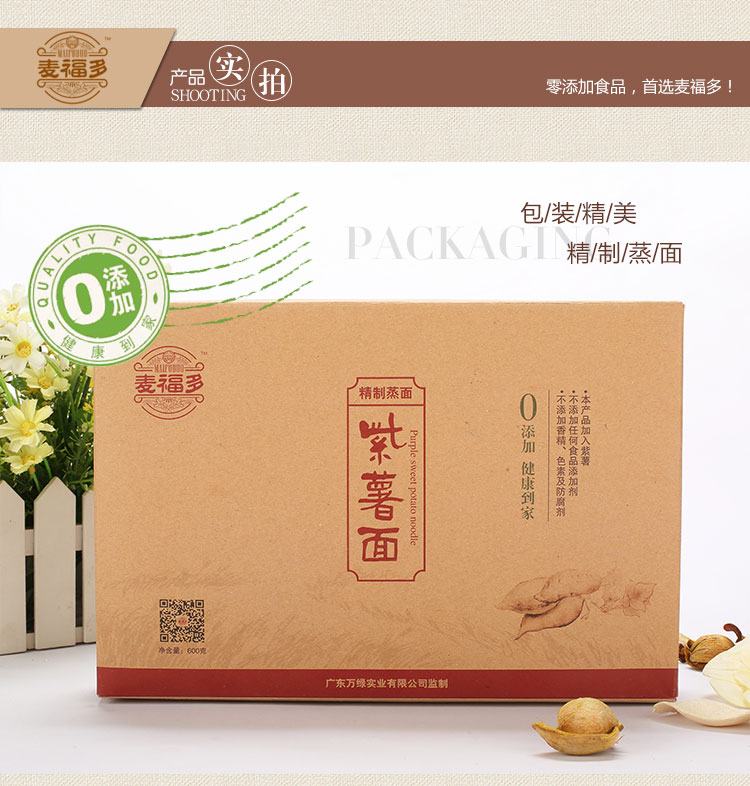 MAIFUDUO
麦福多
TM
产品实拍
SHOOTING
零添加食品，首选麦福多！
包/装/精/美
PACKAGING
精/制/蒸/面
QUALITY FOOD
0添加
健康到家
MAIFUDUO
麦福多
TM
精制蒸面
紫薯面
Purple sweet potato noodle
0添加 健康到家
·本产品加入紫薯
·不添加任何食品添加剂
·不添加香精、色素及防腐剂
净含量：600克
广东万绿实业有限公司监制